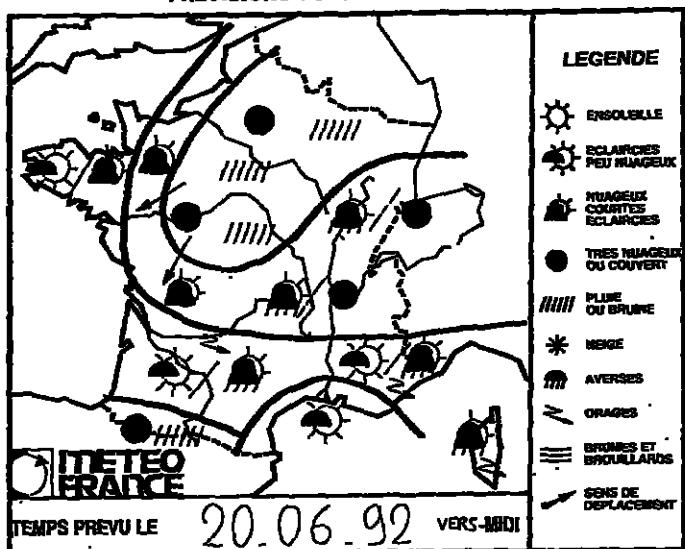 LEGENDE
ENSOLEILLE
ECLAIRCIES
PEU NUAGEUX
NUAGEUX
COURTES
ECLAIRCIES
TRES NUAGEUX
OU COUVERT
PLUIE
OU BRUINE
NEIGE
AVERSES
ORAGES
BRUMES ET
BROUILLARDS
SENS DE
DEPLACEMENT
METEO
FRANCE
TEMPS PREVU LE 20.06.92 VERS-MIDI